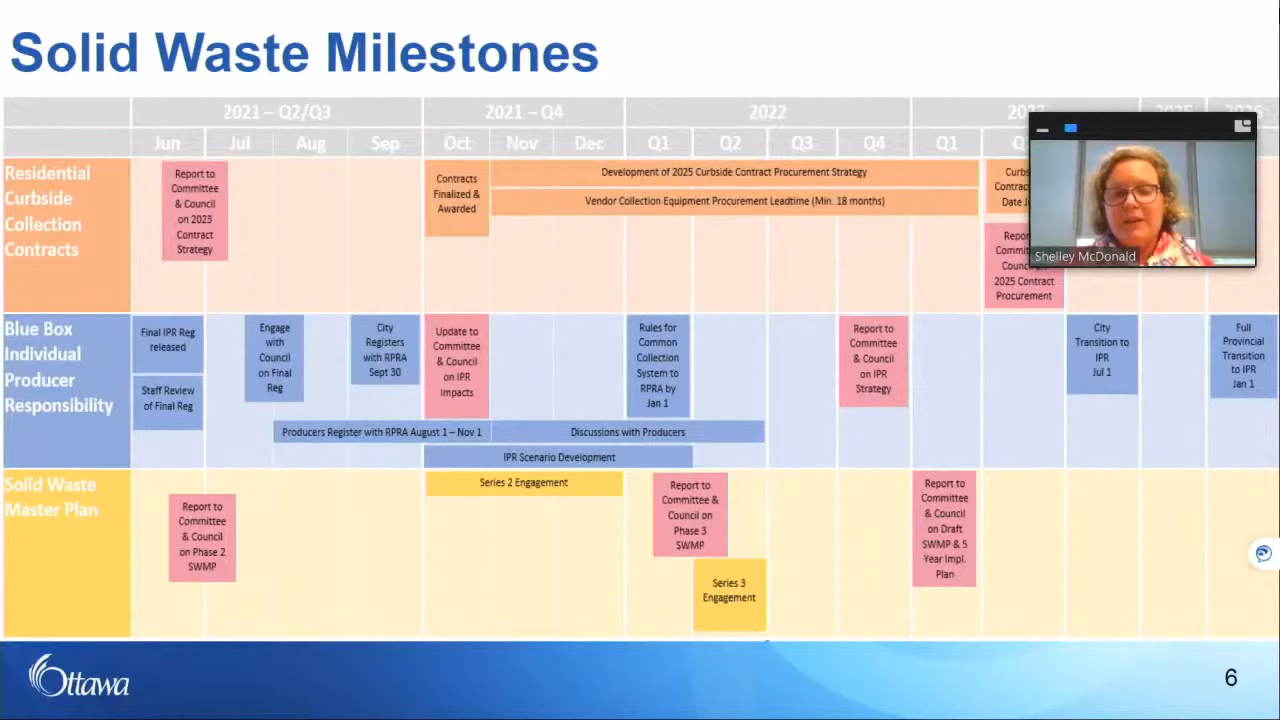 Solid Waste Milestones
2021 – Q2/Q3
2021 – Q4
2022
Jun
Jul
Aug
Sep
Oct
Nov
Dec
Q1
Q2
Q3
Q4
Q1
Residential
Curbside
Collection
Contracts
Report to
Committee
& Council
on 2023
Contract
Strategy
Contracts
Finalized &
Awarded
Development of 2025 Curbside Contract Procurement Strategy
Vendor Collection Equipment Procurement Leadtime (Min. 18 months)
2025 Contract
Procurement
Shelley McDonald
Blue Box
Individual
Producer
Responsibility
Final IPR Reg
released
Staff Review
of Final Reg
Engage
with
Council
on Final
Reg
City
Registers
with RPRA
Sept 30
Update to
Committee
& Council
on IPR
Impacts
Rules for
Common
Collection
System to
RPRA by
Jan 1
Report to
Committee
& Council
on IPR
Strategy
City
Transition to
IPR
Jul 1
Full
Provincial
Transition
to IPR
Jan 1
Producers Register with RPRA August 1 – Nov 1
Discussions with Producers
IPR Scenario Development
Solid Waste
Master Plan
Report to
Committee
& Council
on Phase 2
SWMP
Series 2 Engagement
Report to
Committee &
Council on
Phase 3
SWMP
Series 3
Engagement
Report to
Committee
& Council
on Draft
SWMP & 5
Year Impl.
Plan
Ottawa
6